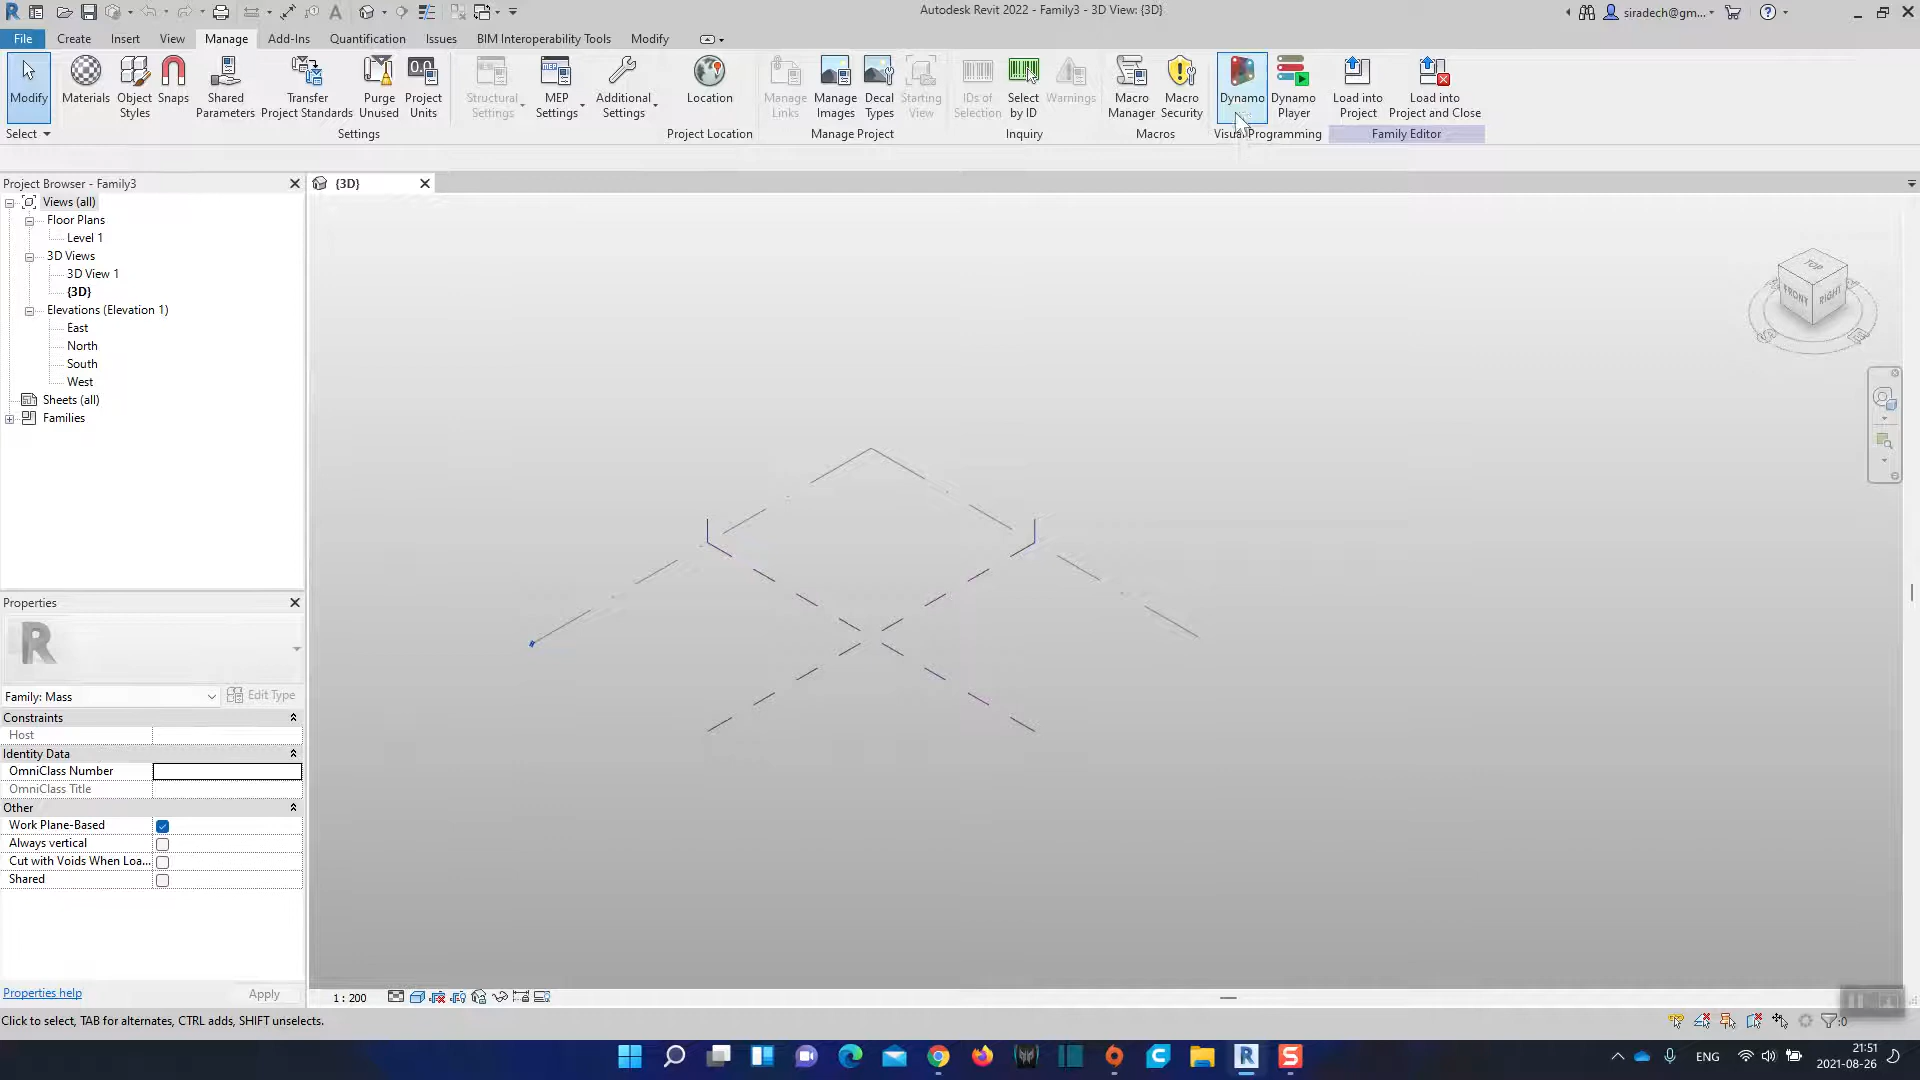 Autodesk Revit 2022 - Family3 - 3D View: {3D}
siradech@gm...
File Create Insert View Manage Add-Ins Quantification Issues BIM Interoperability Tools Modify
Modify
Materials
Object Styles
Snaps
Shared Parameters
Transfer Project Standards
Purge Unused
Project Units
Structural Settings
MEP Settings
Additional Settings
Location
Manage Links
Manage Images
Decal Types
Starting View
IDs of Selection
Select by ID
Warnings
Macro Manager
Macro Security
Dynamo
Dynamo Player
Load into Project
Load into Project and Close
Select
Settings
Project Location
Manage Project
Inquiry
Macros
Visual Programming
Family Editor
Project Browser - Family3
{3D}
Views (all)
Floor Plans
Level 1
3D Views
3D View 1
{3D}
Elevations (Elevation 1)
East
North
South
West
Sheets (all)
Families
TOP
FRONT
RIGHT
Properties
R
Family: Mass
Edit Type
Constraints
Host
Identity Data
OmniClass Number
OmniClass Title
Other
Work Plane-Based
Always vertical
Cut with Voids When Loa...
Shared
Properties help
Apply
1 : 200
Click to select, TAB for alternates, CTRL adds, SHIFT unselects.
:0
ENG
21:51
2021-08-26